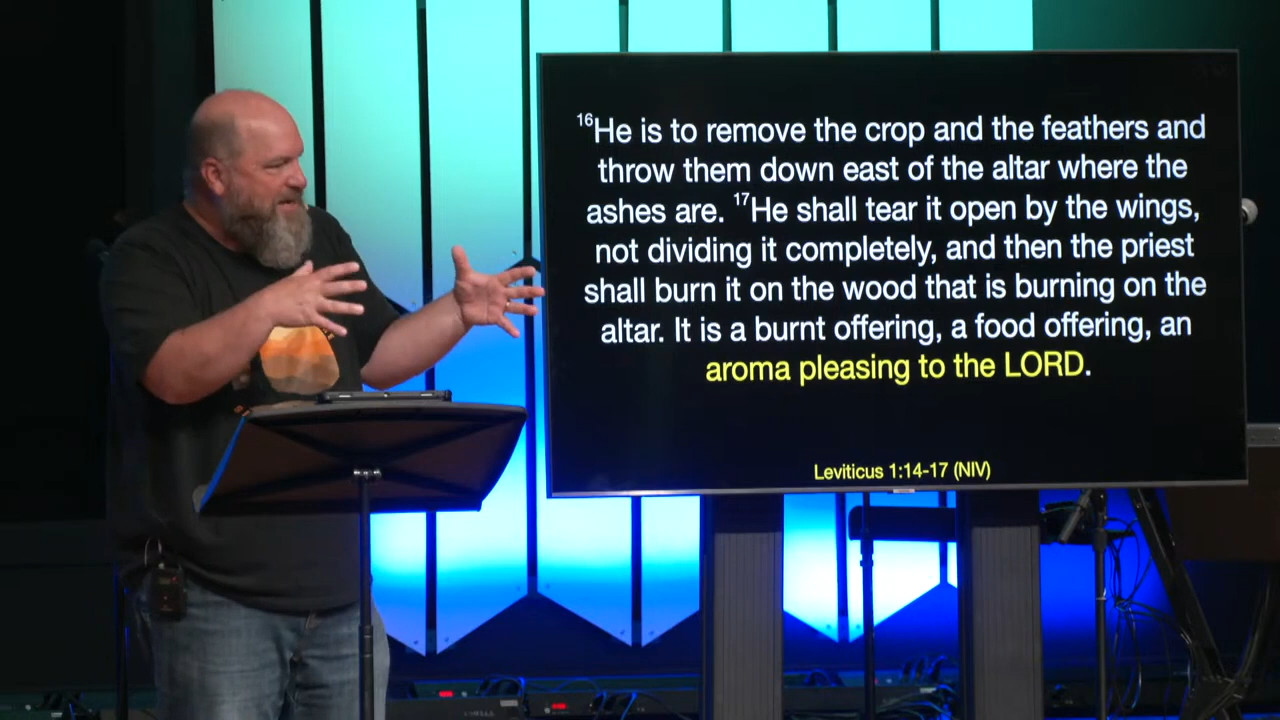 ¹⁶He is to remove the crop and the feathers and
throw them down east of the altar where the
ashes are. ¹⁷He shall tear it open by the wings,
not dividing it completely, and then the priest
shall burn it on the wood that is burning on the
altar. It is a burnt offering, a food offering, an
aroma pleasing to the LORD.
Leviticus 1:14-17 (NIV)